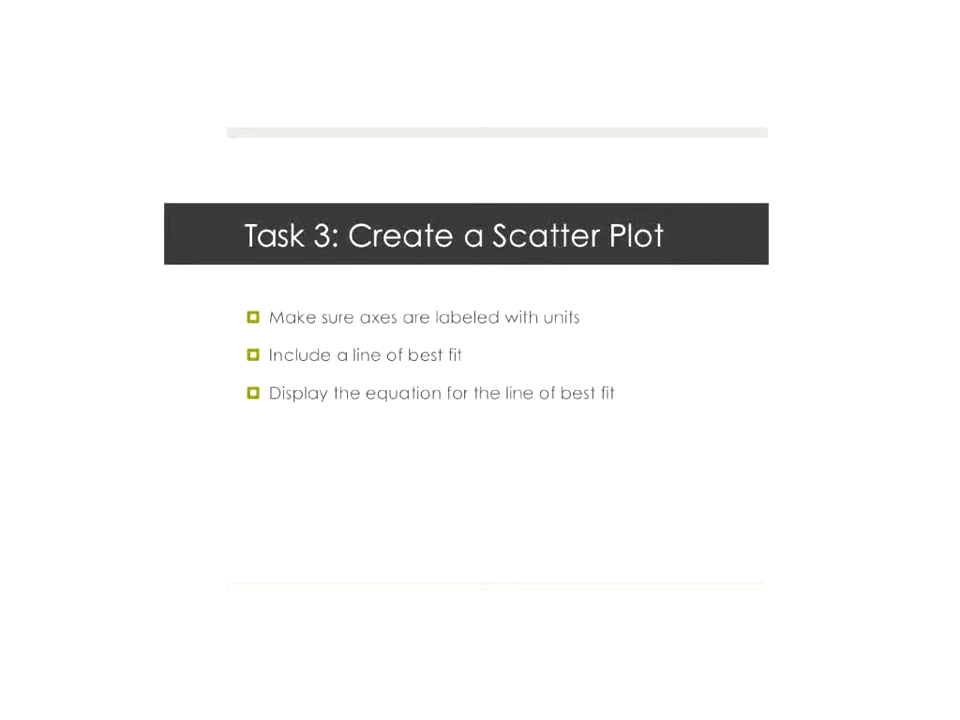 Task 3: Create a Scatter Plot
Make sure axes are labeled with units
Include a line of best fit
Display the equation for the line of best fit